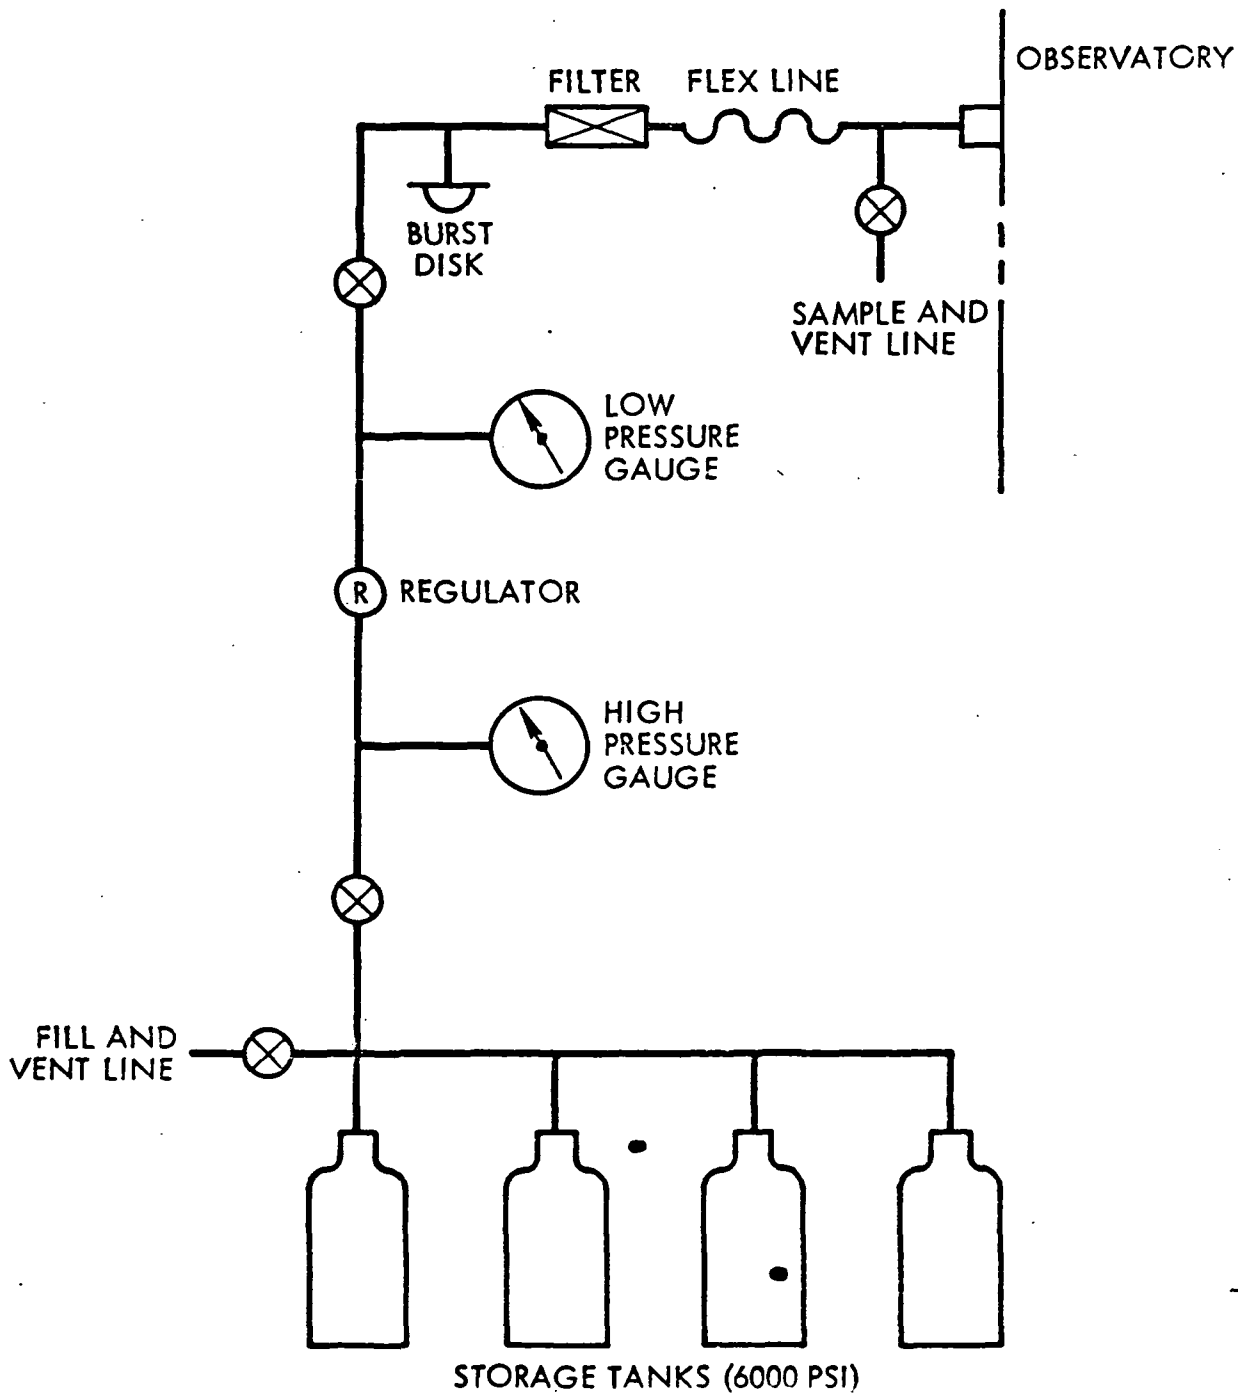 OBSERVATORY
FILTER
FLEX LINE
BURST
DISK
SAMPLE AND
VENT LINE
LOW
PRESSURE
GAUGE
R
REGULATOR
HIGH
PRESSURE
GAUGE
FILL AND
VENT LINE
STORAGE TANKS (6000 PSI)